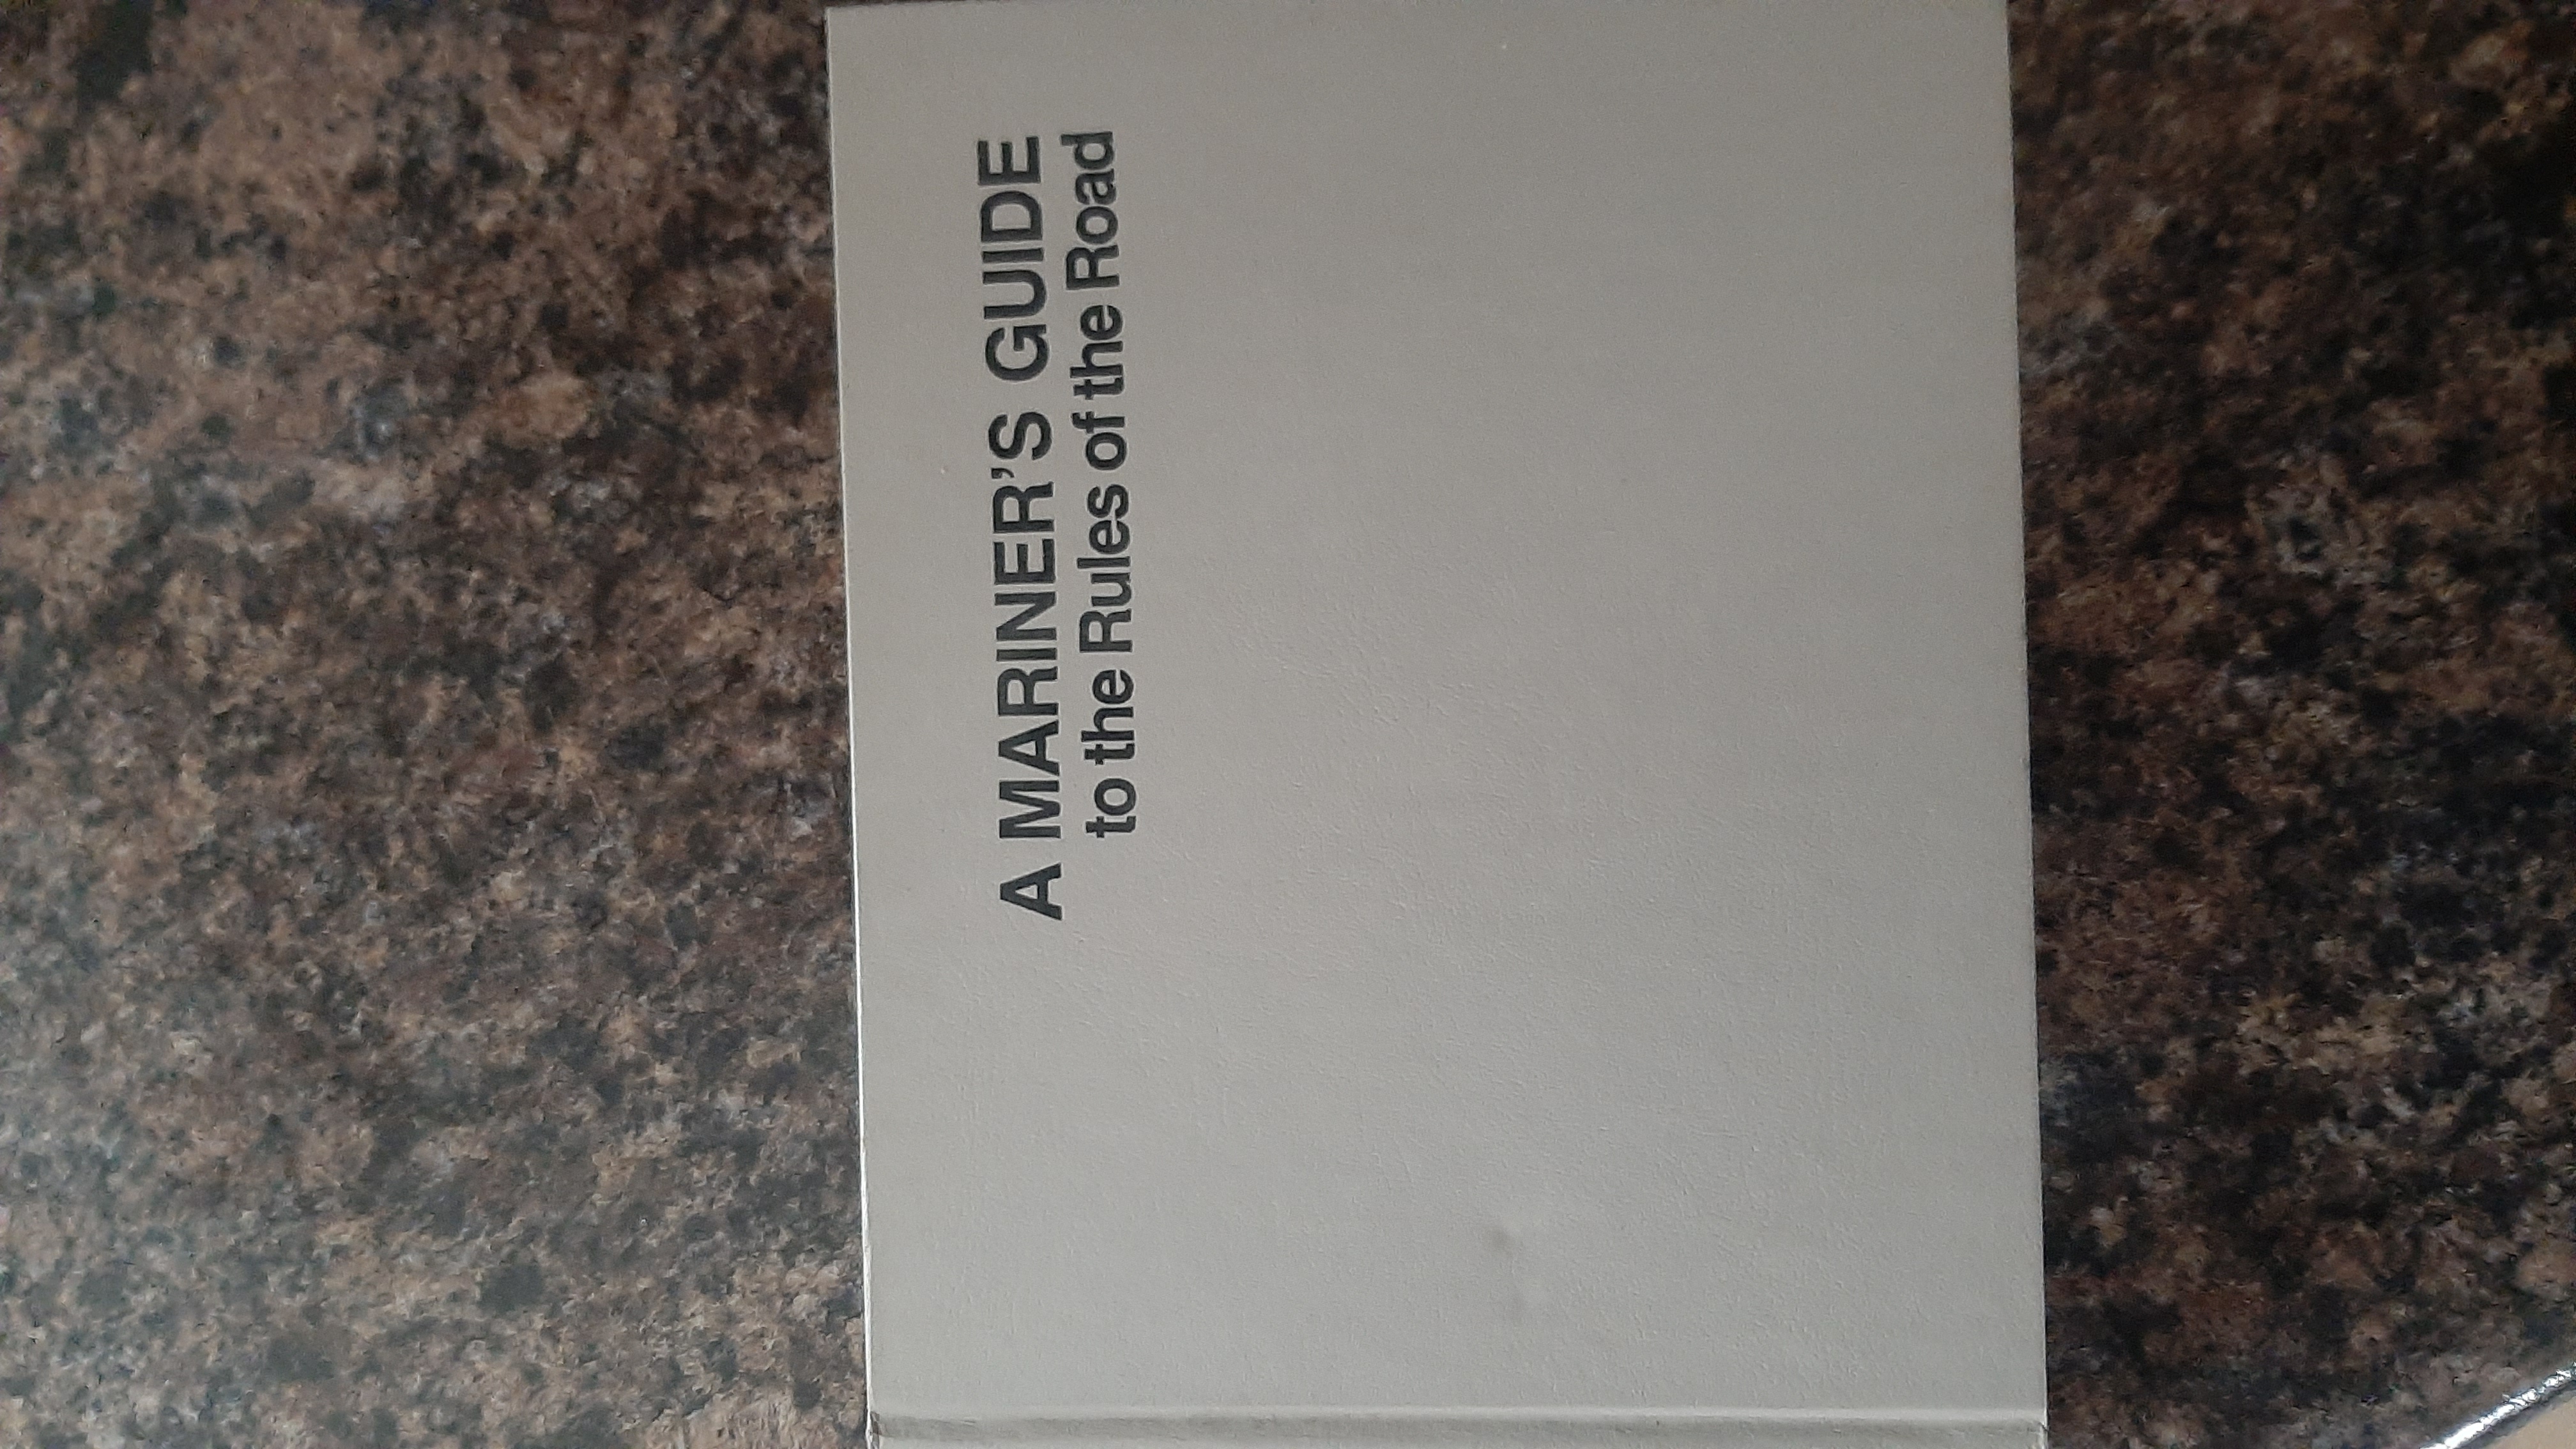 A MARINER'S GUIDE
to the Rules of the Road